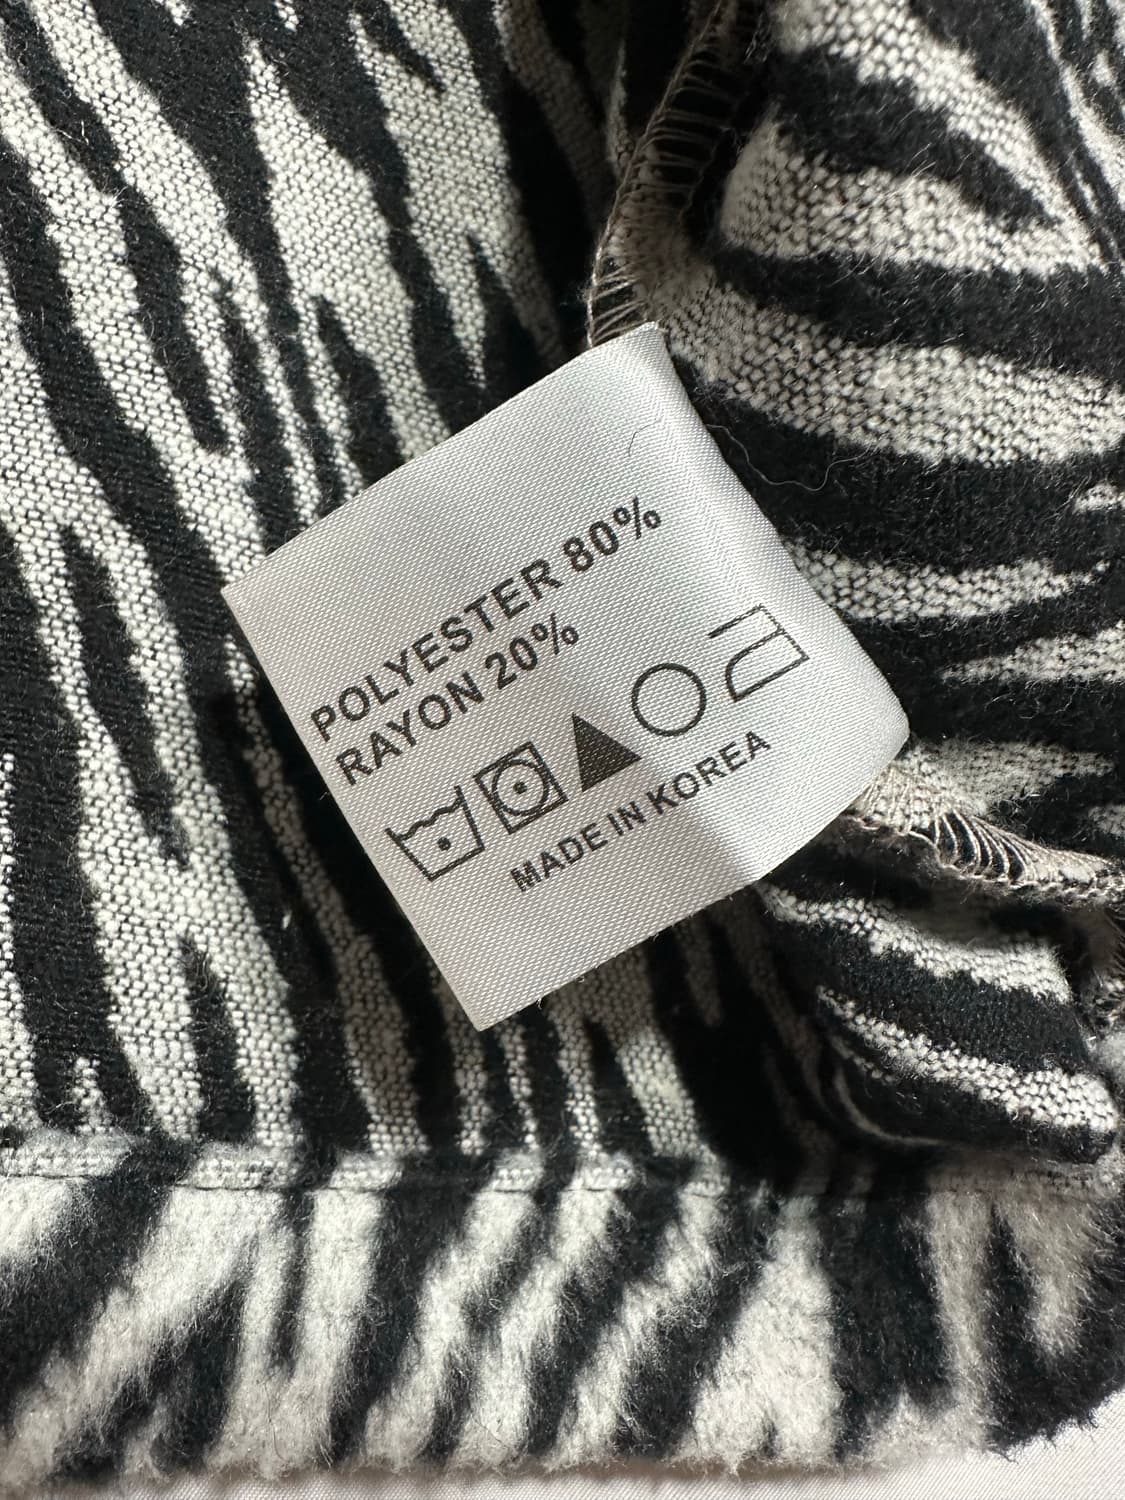 POLYESTER 80%
RAYON 20%
MADE IN KOREA